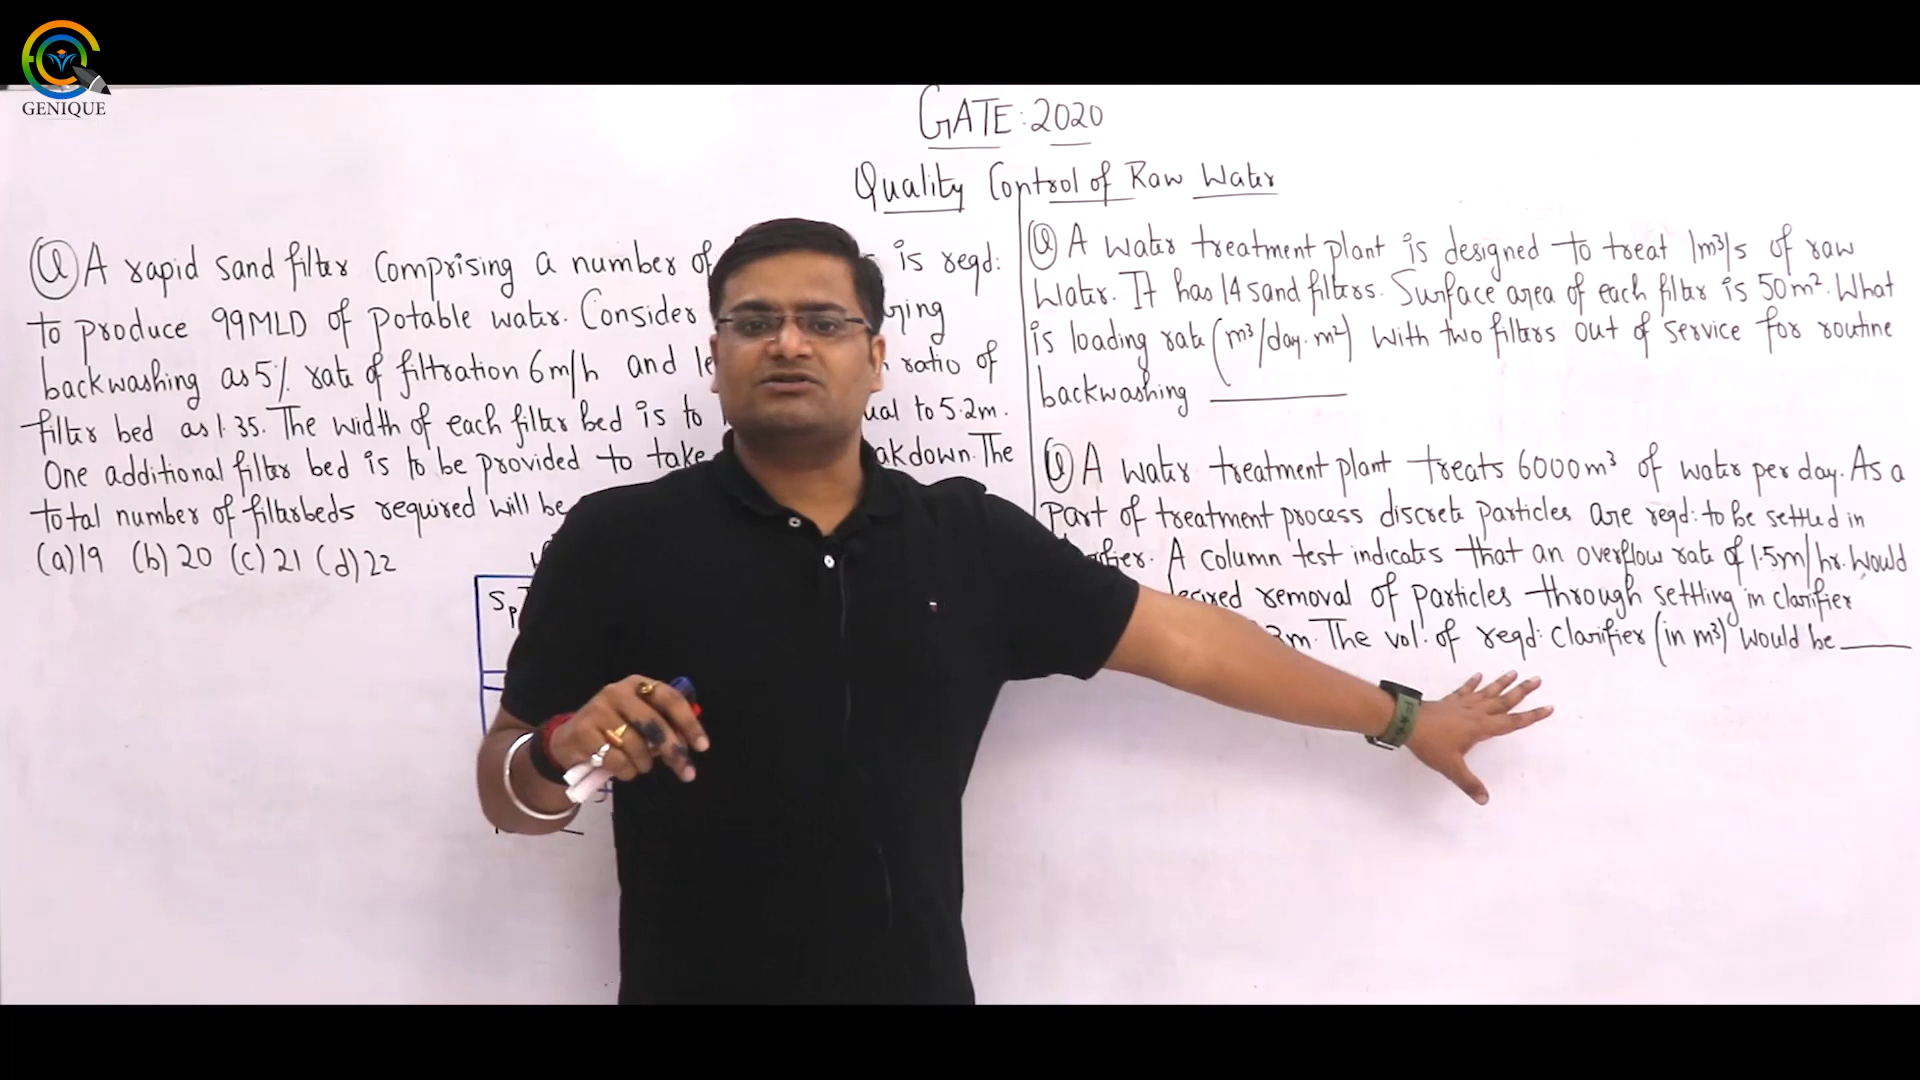 GENIQUE
GATE: 2020
Quality Control of Raw Water
Q A rapid sand filter Comprising a number of is reqd:
to produce 99MLD of potable water. Consider
backwashing as 5% rate of filtration 6m/h and ratio of
filter bed as 1.35. The width of each filter bed is to to 5.2m.
One additional filter bed is to be provided to take The
total number of filterbeds required will be
(a) 19 (b) 20 (c) 21 (d) 22
Q A water treatment plant is designed to treat 1m³/s of raw
Water. It has 14 sand filters. Surface area of each filter is 50m². What
is loading rate (m³/day.m²) with two filters out of service for routine
backwashing
Q A water treatment plant treats 6000m³ of water per day. As a
part of treatment process discrete particles are reqd: to be settled in
A column test indicates that an overflow rate of 1.5m/hr. Would
removal of particles through settling in clarifier
m. The vol. of reqd: clarifier (in m³) would be